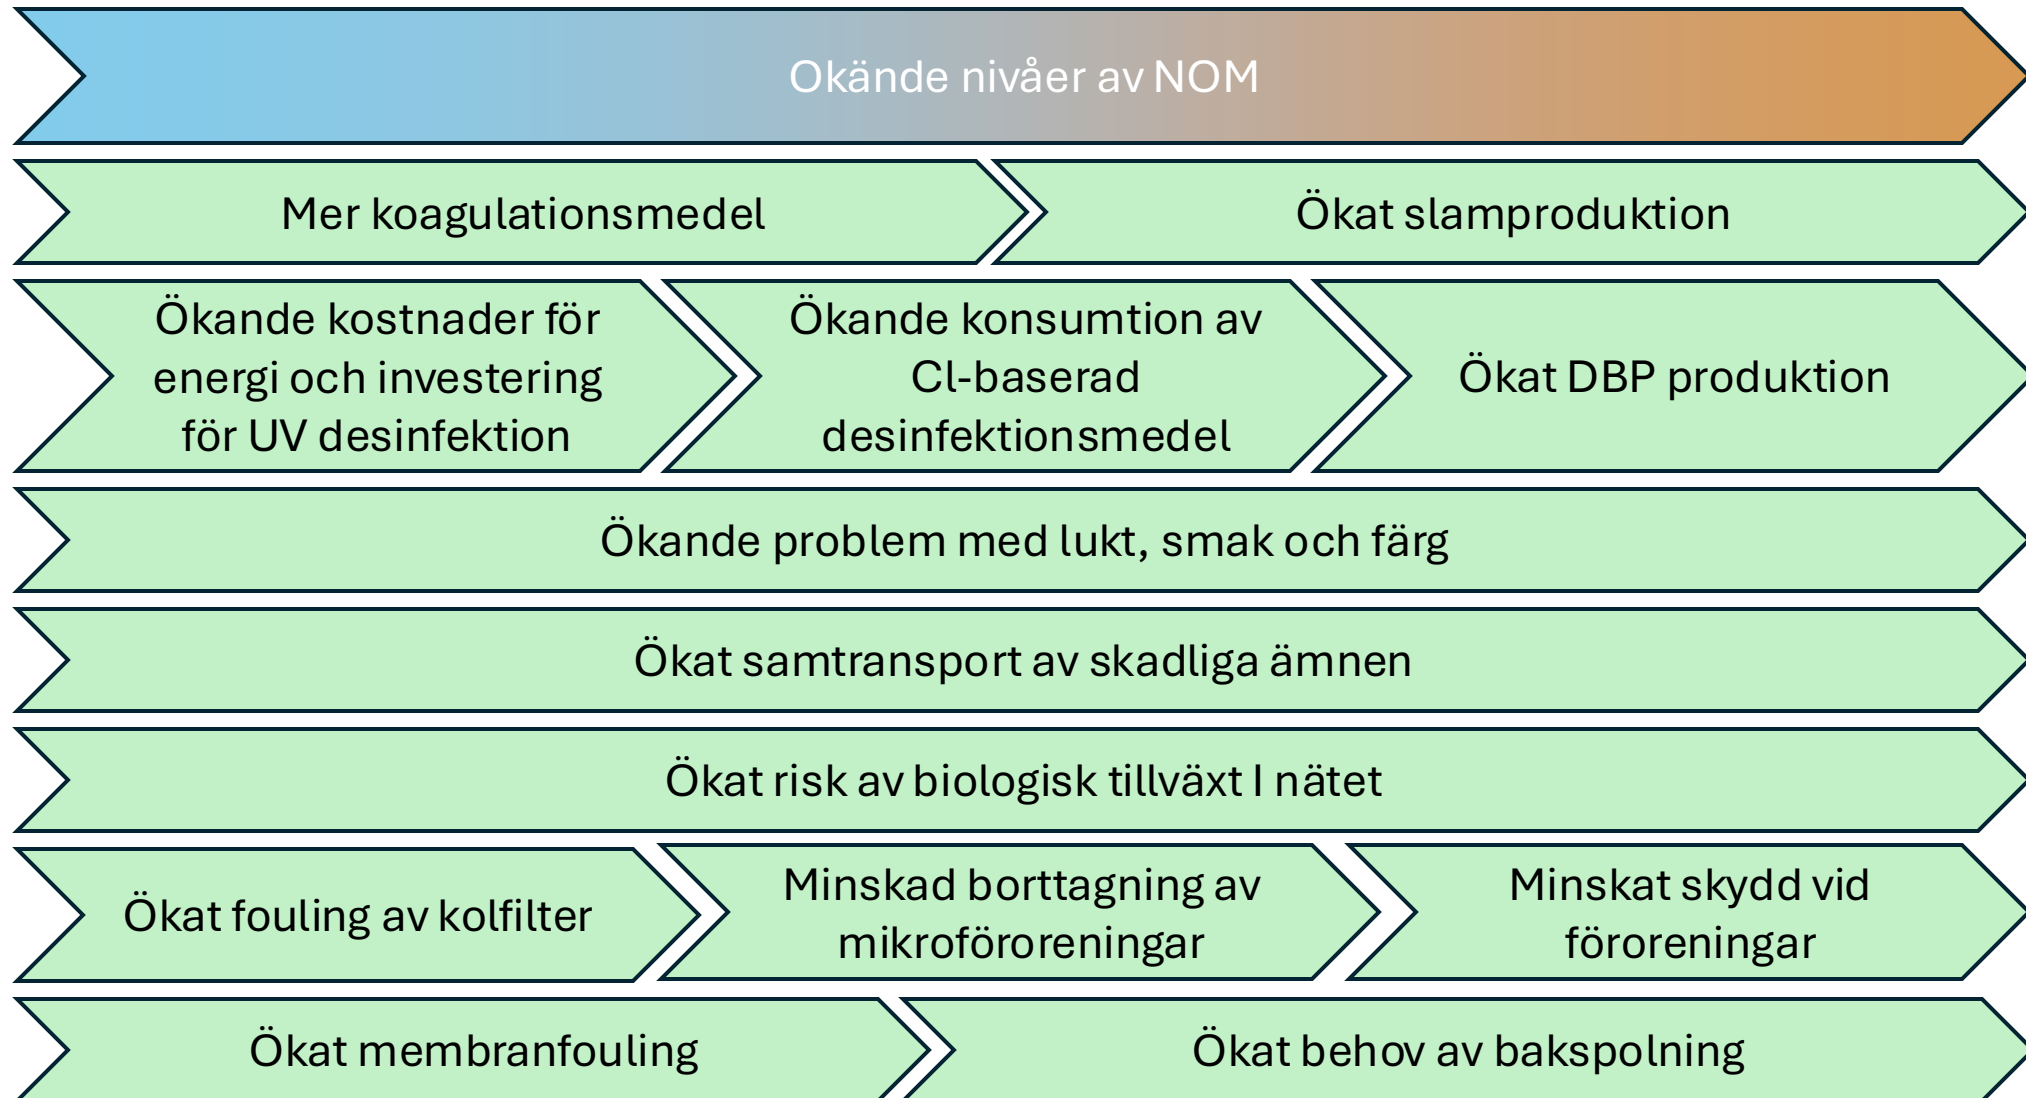 Okände nivåer av NOM
Mer koagulationsmedel
Ökat slamproduktion
Ökande kostnader för
energi och investering
för UV desinfektion
Ökande konsumtion av
Cl-baserad
desinfektionsmedel
Ökat DBP produktion
Ökande problem med lukt, smak och färg
Ökat samtransport av skadliga ämnen
Ökat risk av biologisk tillväxt I nätet
Ökat fouling av kolfilter
Minskad borttagning av
mikroföroreningar
Minskat skydd vid
föroreningar
Ökat membranfouling
Ökat behov av bakspolning